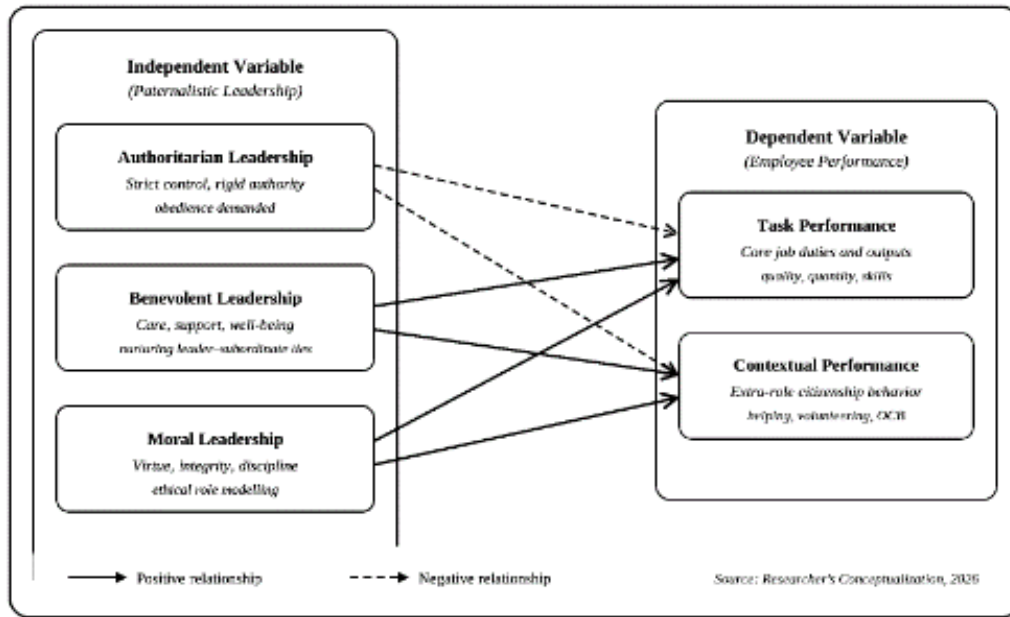 Independent Variable
(Paternalistic Leadership)
Authoritarian Leadership
Strict control, rigid authority
obedience demanded
Benevolent Leadership
Care, support, well-being
nurturing leader–subordinate ties
Moral Leadership
Virtue, integrity, discipline
ethical role modelling
Dependent Variable
(Employee Performance)
Task Performance
Core job duties and outputs
quality, quantity, skills
Contextual Performance
Extra-role citizenship behavior
helping, volunteering, OCB
Positive relationship
Negative relationship
Source: Researcher's Conceptualization, 2026